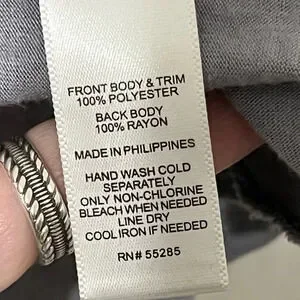 FRONT BODY & TRIM
100% POLYESTER
BACK BODY
100% RAYON
MADE IN PHILIPPINES
HAND WASH COLD
SEPARATELY
ONLY NON-CHLORINE
BLEACH WHEN NEEDED
LINE DRY
COOL IRON IF NEEDED
RN# 55285